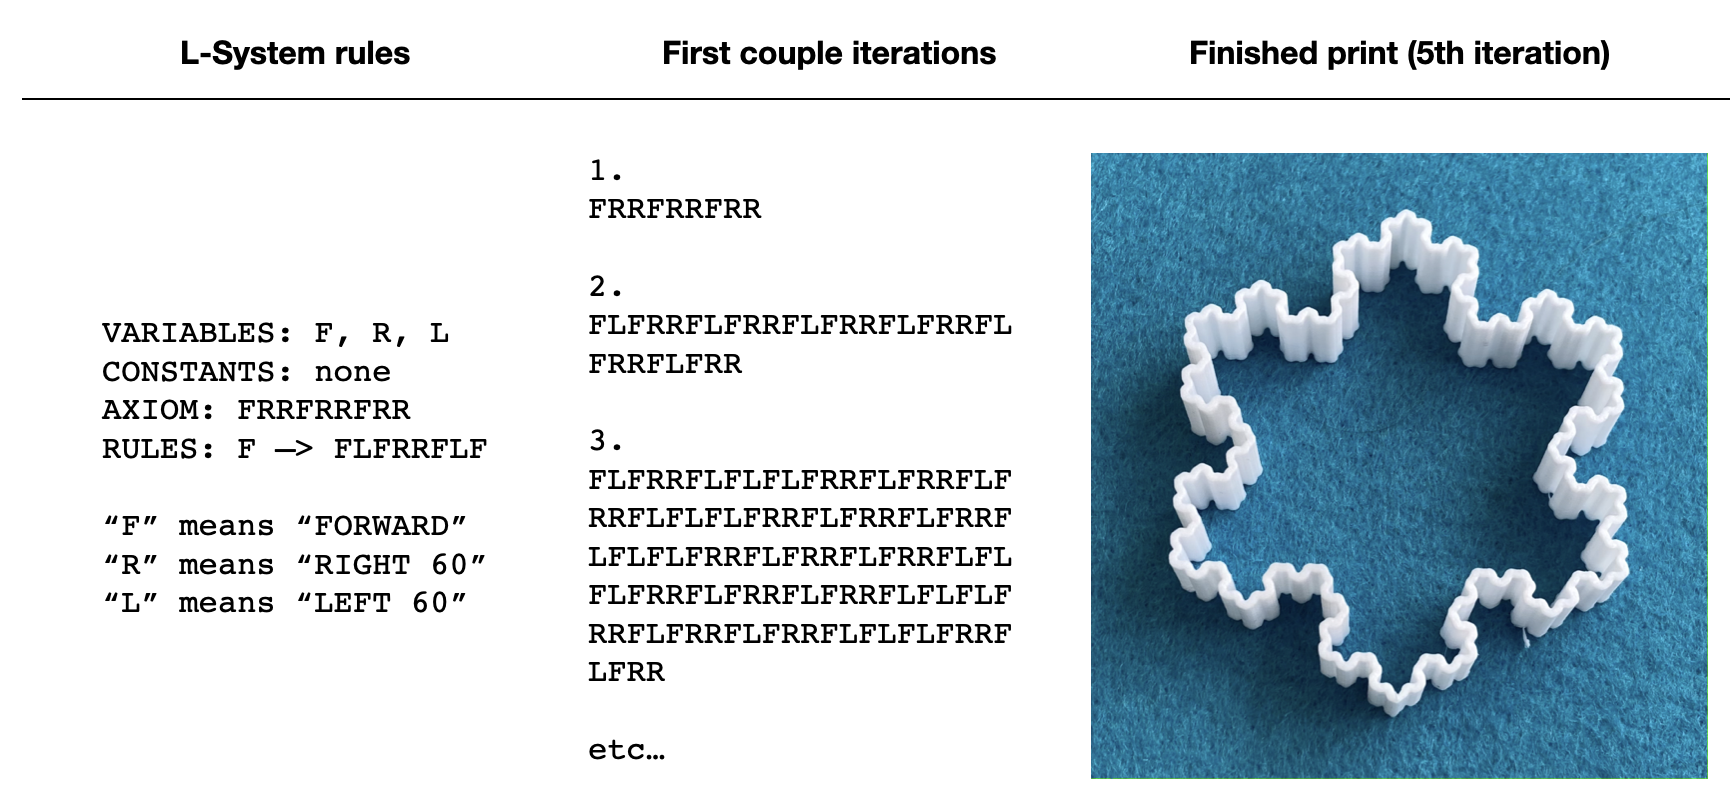 L-System rules
First couple iterations
Finished print (5th iteration)
VARIABLES: F, R, L
CONSTANTS: none
AXIOM: FRRFRRFRR
RULES: F —> FLFRRFLF
“F” means “FORWARD”
“R” means “RIGHT 60”
“L” means “LEFT 60”
1.
FRRFRRFRR
2.
FLFRRFLFRRFLFRRFLFRRFL
FRRFLFRR
3.
FLFRRFLFLFLFRRFLFRRFLF
RRFLFLFLFRRFLFRRFLFRRF
LFLFLFRRFLFRRFLFRRFLFL
FLFRRFLFRRFLFRRFLFLFLF
RRFLFRRFLFRRFLFLFLFRRF
LFRR
etc…